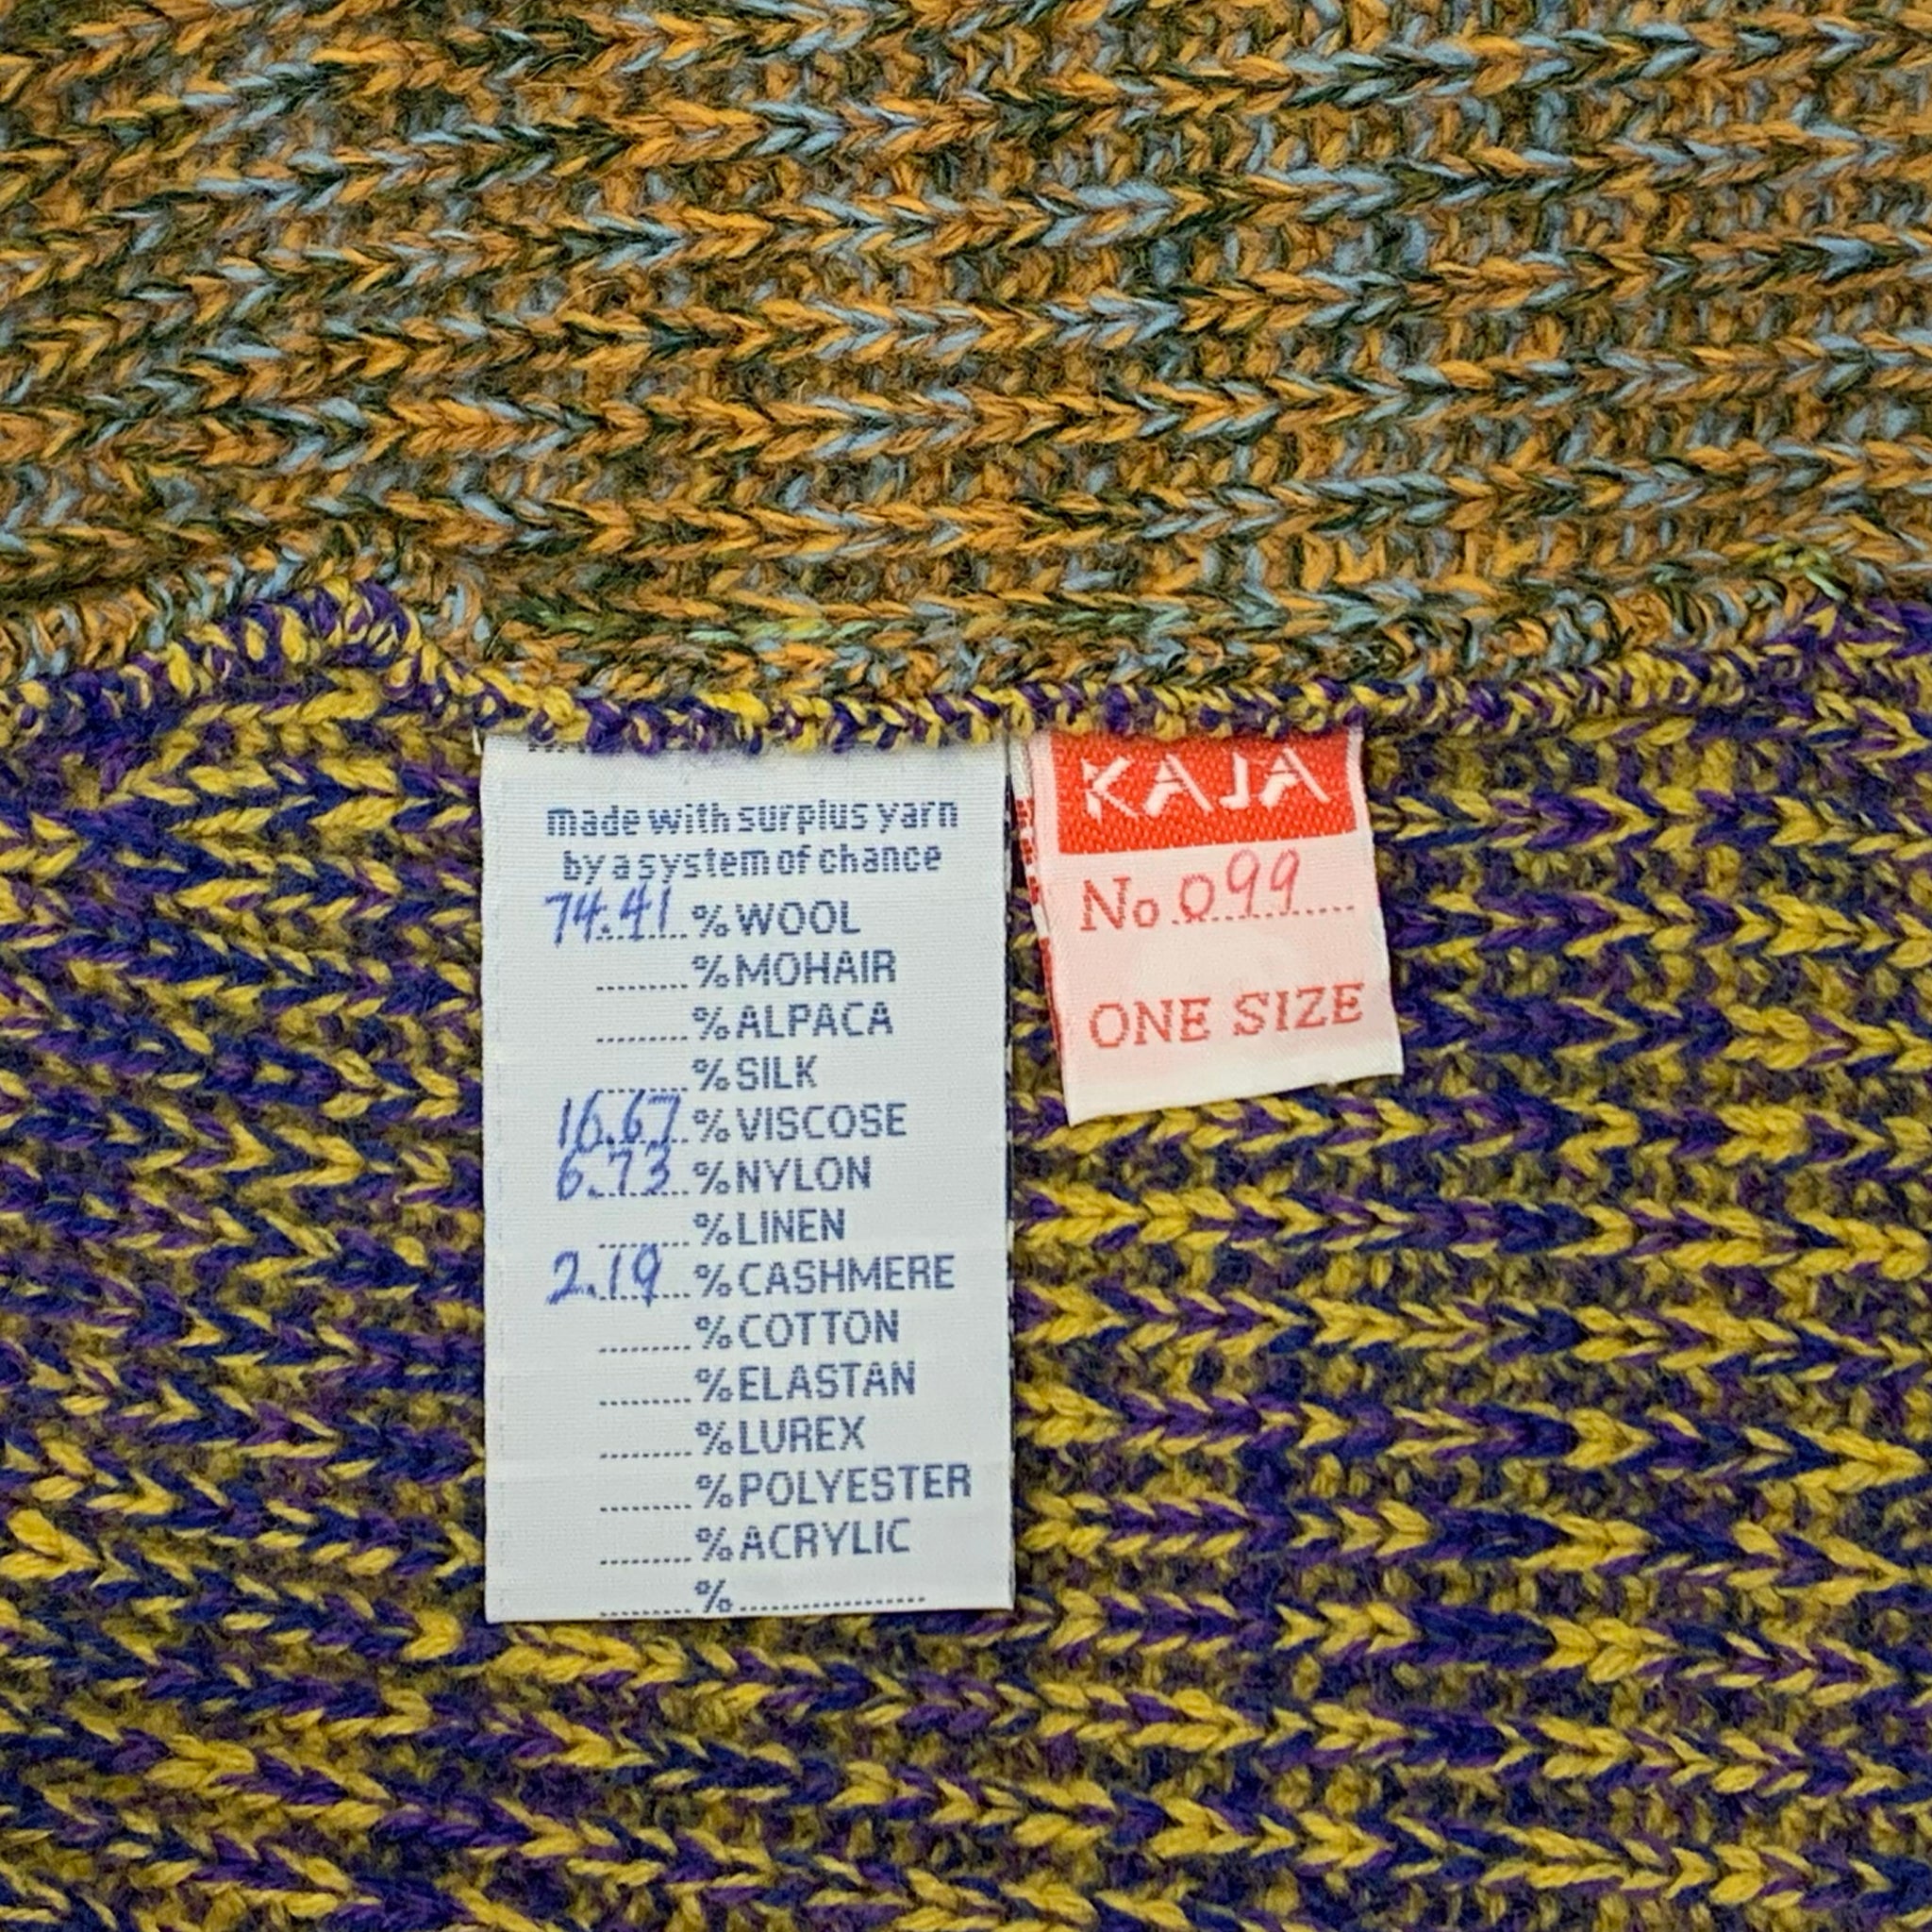 made with surplus yarn
by a system of chance
74.41 % WOOL
........ % MOHAIR
........ % ALPACA
........ % SILK
16.67 % VISCOSE
6.73 % NYLON
........ % LINEN
2.19 % CASHMERE
........ % COTTON
........ % ELASTAN
........ % LUREX
........ % POLYESTER
........ % ACRYLIC
........ % ................
KAJA
No 099
ONE SIZE